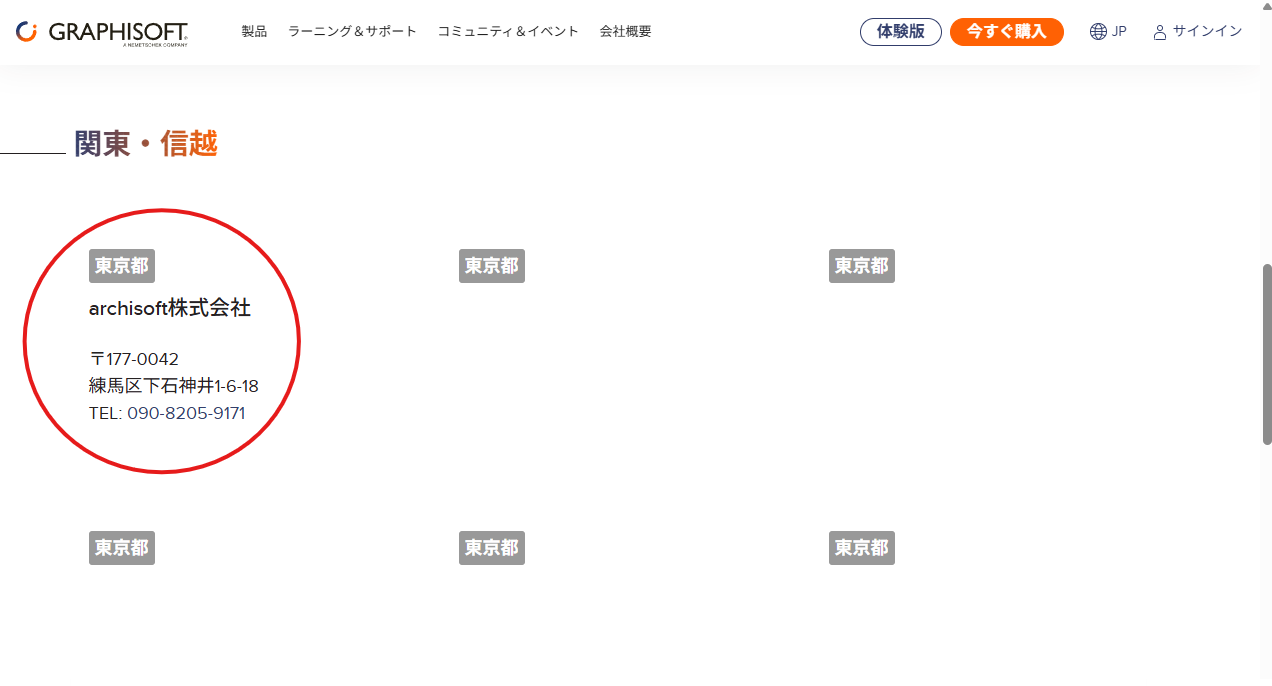 GRAPHISOFT
A NEMETSCHEK COMPANY
製品 ラーニング＆サポート コミュニティ＆イベント 会社概要 体験版 今すぐ購入 JP サインイン
関東・信越
東京都 東京都 東京都
archisoft株式会社
〒177-0042
練馬区下石神井1-6-18
TEL: 090-8205-9171
東京都 東京都 東京都